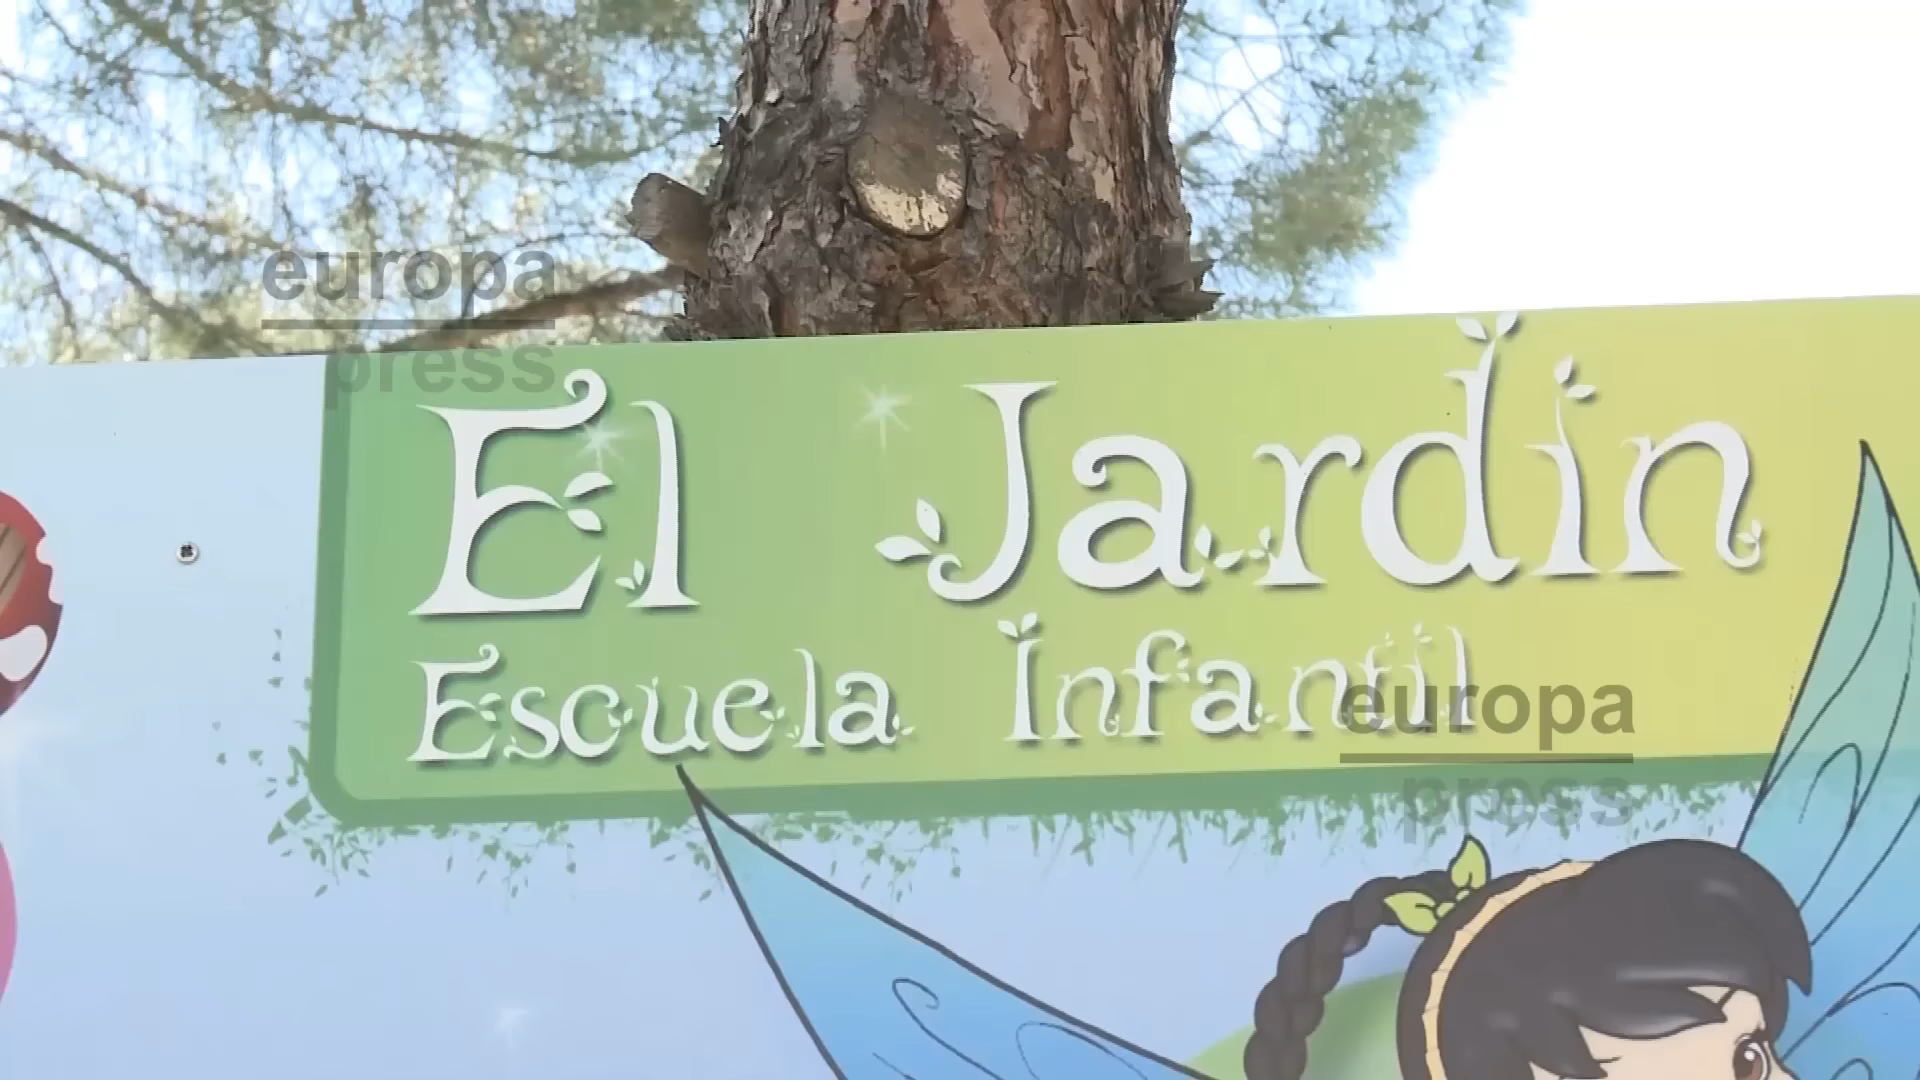 europa
press
El Jardin
Escuela Infantil
europa
press